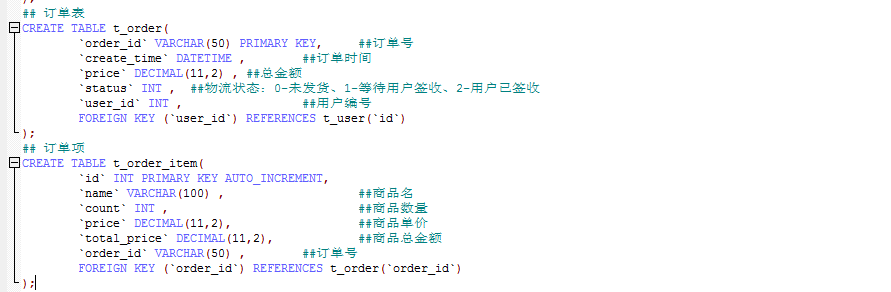 );
## 订单表
CREATE TABLE t_order(
`order_id` VARCHAR(50) PRIMARY KEY, ##订单号
`create_time` DATETIME , ##订单时间
`price` DECIMAL(11,2) , ##总金额
`status` INT , ##物流状态：0-未发货、1-等待用户签收、2-用户已签收
`user_id` INT , ##用户编号
FOREIGN KEY (`user_id`) REFERENCES t_user(`id`)
);
## 订单项
CREATE TABLE t_order_item(
`id` INT PRIMARY KEY AUTO_INCREMENT,
`name` VARCHAR(100) , ##商品名
`count` INT , ##商品数量
`price` DECIMAL(11,2), ##商品单价
`total_price` DECIMAL(11,2), ##商品总金额
`order_id` VARCHAR(50) , ##订单号
FOREIGN KEY (`order_id`) REFERENCES t_order(`order_id`)
);